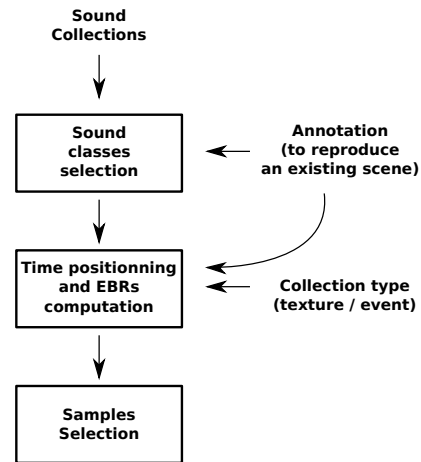 Sound
Collections
Sound
classes
selection
Annotation
(to reproduce
an existing scene)
Time positionning
and EBRs
computation
Collection type
(texture / event)
Samples
Selection